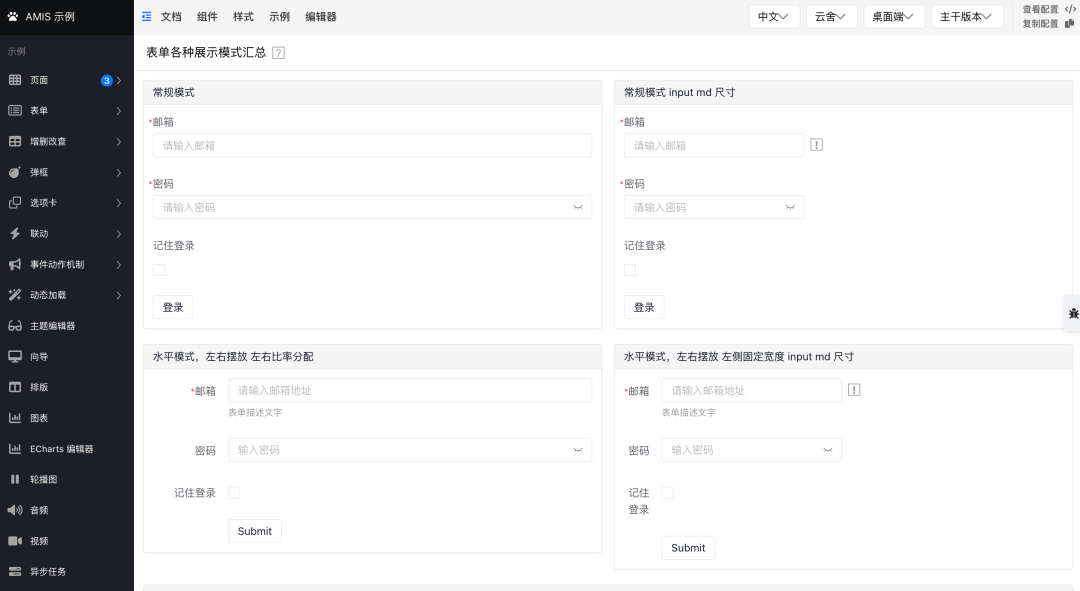 AMIS 示例
文档 组件 样式 示例 编辑器
中文 云舍 桌面端 主干版本
查看配置
复制配置
示例
页面 3
表单
增删改查
弹框
选项卡
联动
事件动作机制
动态加载
主题编辑器
向导
排版
图表
ECharts 编辑器
轮播图
音频
视频
异步任务
表单各种展示模式汇总 ?
常规模式
*邮箱
请输入邮箱
*密码
请输入密码
记住登录
登录
常规模式 input md 尺寸
*邮箱
请输入邮箱
*密码
请输入密码
记住登录
登录
水平模式，左右摆放 左右比率分配
*邮箱 请输入邮箱地址
表单描述文字
密码 输入密码
记住登录
Submit
水平模式，左右摆放 左侧固定宽度 input md 尺寸
*邮箱 请输入邮箱地址
表单描述文字
密码 输入密码
记住
登录
Submit